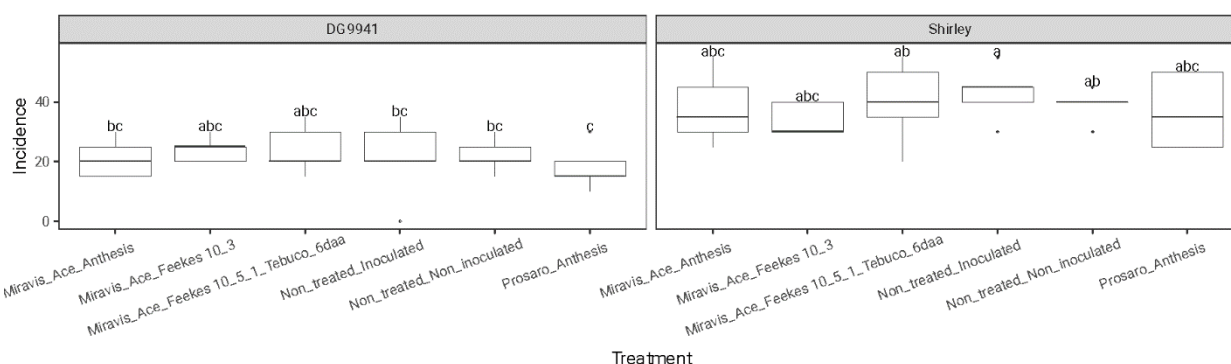 DG9941 Shirley
Incidence
40
20
0
bc abc abc bc bc c
abc abc ab a ab abc
Miravis_Ace_Anthesis
Miravis_Ace_Feekes 10_3
Miravis_Ace_Feekes 10_5_1_Tebuco_6daa
Non_treated_Inoculated
Non_treated_Non_inoculated
Prosaro_Anthesis
Miravis_Ace_Anthesis
Miravis_Ace_Feekes 10_3
Miravis_Ace_Feekes 10_5_1_Tebuco_6daa
Non_treated_Inoculated
Non_treated_Non_inoculated
Prosaro_Anthesis
Treatment